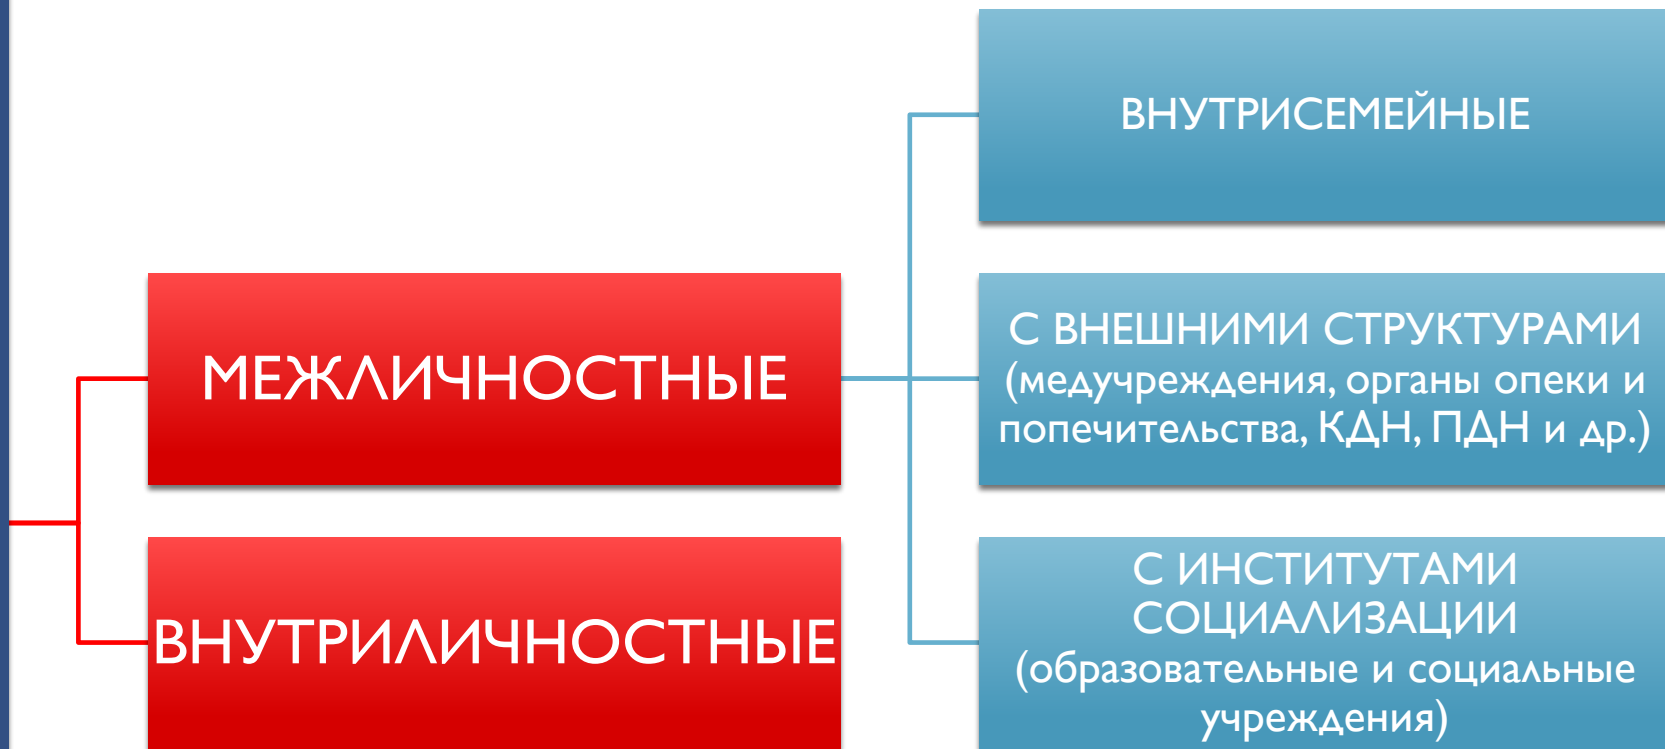 МЕЖЛИЧНОСТНЫЕ
ВНУТРИЛИЧНОСТНЫЕ
ВНУТРИСЕМЕЙНЫЕ
С ВНЕШНИМИ СТРУКТУРАМИ
(медучреждения, органы опеки и
попечительства, КДН, ПДН и др.)
С ИНСТИТУТАМИ
СОЦИАЛИЗАЦИИ
(образовательные и социальные
учреждения)